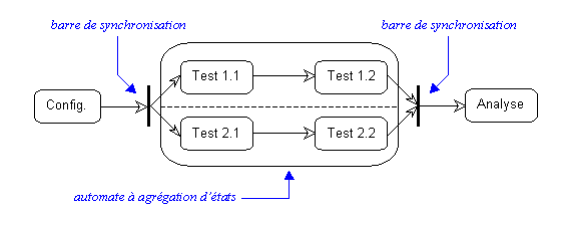 barre de synchronisation
barre de synchronisation
Test 1.1
Test 1.2
Config.
Analyse
Test 2.1
Test 2.2
automate à agrégation d'états